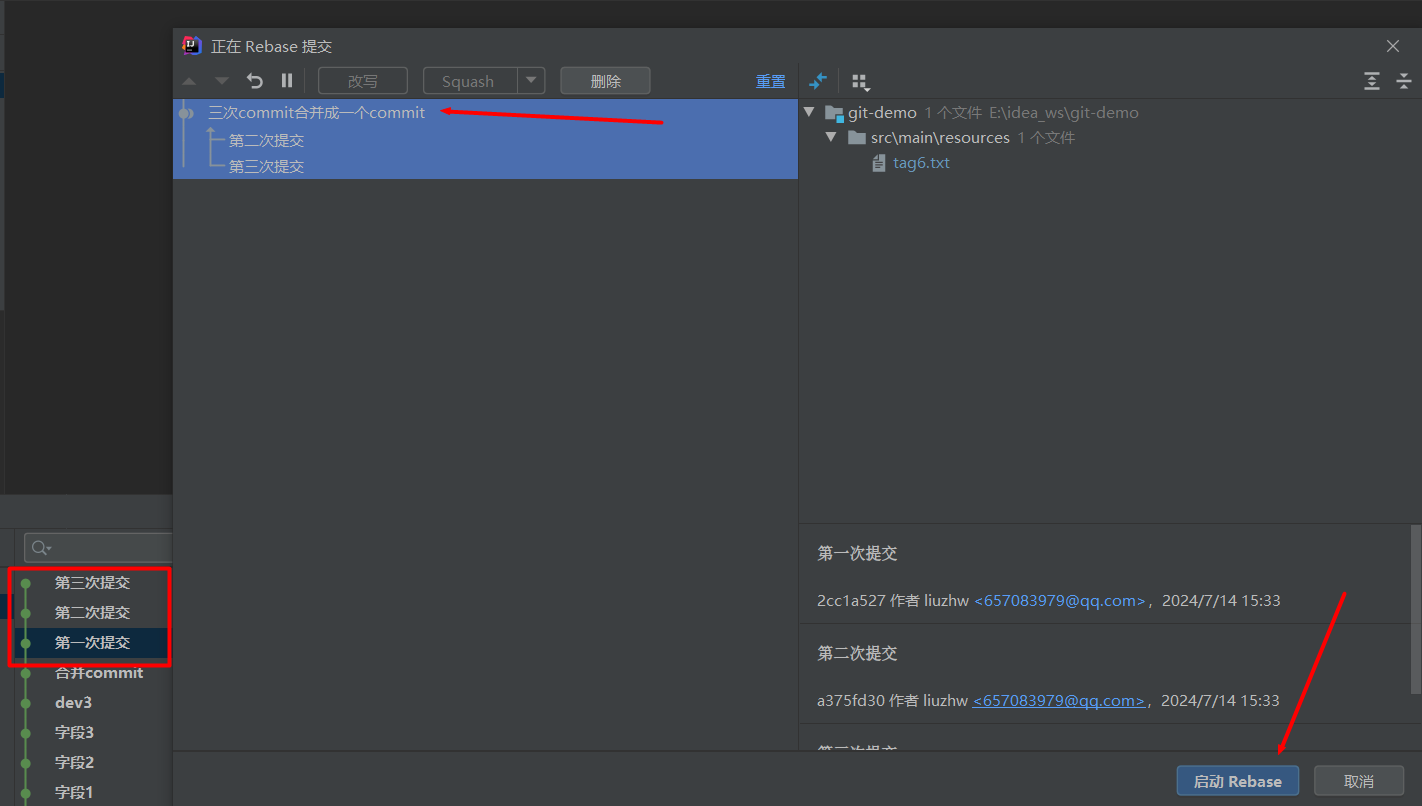 正在 Rebase 提交
改写 Squash 删除 重置
三次commit合并成一个commit
第二次提交
第三次提交
git-demo 1 个文件 E:\idea_ws\git-demo
src\main\resources 1 个文件
tag6.txt
第三次提交
第二次提交
第一次提交
合并commit
dev3
字段3
字段2
字段1
第一次提交
2cc1a527 作者 liuzhw <657083979@qq.com>, 2024/7/14 15:33
第二次提交
a375fd30 作者 liuzhw <657083979@qq.com>, 2024/7/14 15:33
第三次提交
启动 Rebase 取消